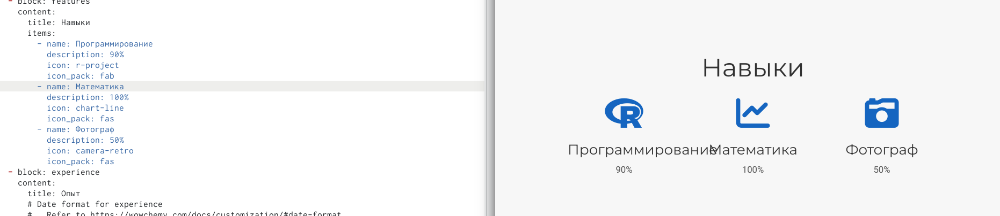 - block: features
content:
title: Навыки
items:
- name: Программирование
description: 90%
icon: r-project
icon_pack: fab
- name: Математика
description: 100%
icon: chart-line
icon_pack: fas
- name: Фотограф
description: 50%
icon: camera-retro
icon_pack: fas
- block: experience
content:
title: Опыт
# Date format for experience
#   Refer to https://wowchemy.com/docs/customization/#date-format
Навыки
R
Программирование Математика Фотограф
90% 100% 50%